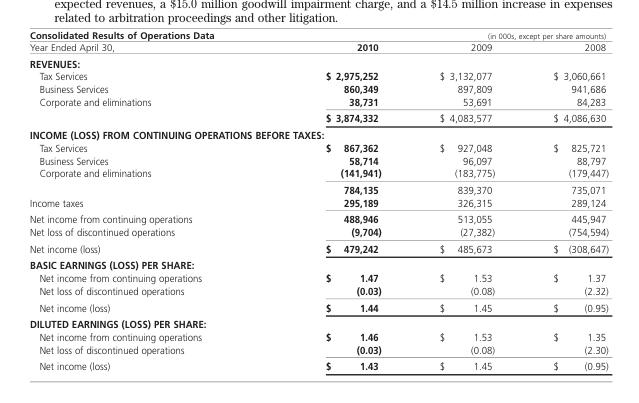 expected revenues, a $15.0 million goodwill impairment charge, and a $14.5 million increase in expenses
related to arbitration proceedings and other litigation.
Consolidated Results of Operations Data (in 000s, except per share amounts)
Year Ended April 30, 2010 2009 2008
REVENUES:
Tax Services $ 2,975,252 $ 3,132,077 $ 3,060,661
Business Services 860,349 897,809 941,686
Corporate and eliminations 38,731 53,691 84,283
$ 3,874,332 $ 4,083,577 $ 4,086,630
INCOME (LOSS) FROM CONTINUING OPERATIONS BEFORE TAXES:
Tax Services $ 867,362 $ 927,048 $ 825,721
Business Services 58,714 96,097 88,797
Corporate and eliminations (141,941) (183,775) (179,447)
784,135 839,370 735,071
Income taxes 295,189 326,315 289,124
Net income from continuing operations 488,946 513,055 445,947
Net loss of discontinued operations (9,704) (27,382) (754,594)
Net income (loss) $ 479,242 $ 485,673 $ (308,647)
BASIC EARNINGS (LOSS) PER SHARE:
Net income from continuing operations $ 1.47 $ 1.53 $ 1.37
Net loss of discontinued operations (0.03) (0.08) (2.32)
Net income (loss) $ 1.44 $ 1.45 $ (0.95)
DILUTED EARNINGS (LOSS) PER SHARE:
Net income from continuing operations $ 1.46 $ 1.53 $ 1.35
Net loss of discontinued operations (0.03) (0.08) (2.30)
Net income (loss) $ 1.43 $ 1.45 $ (0.95)